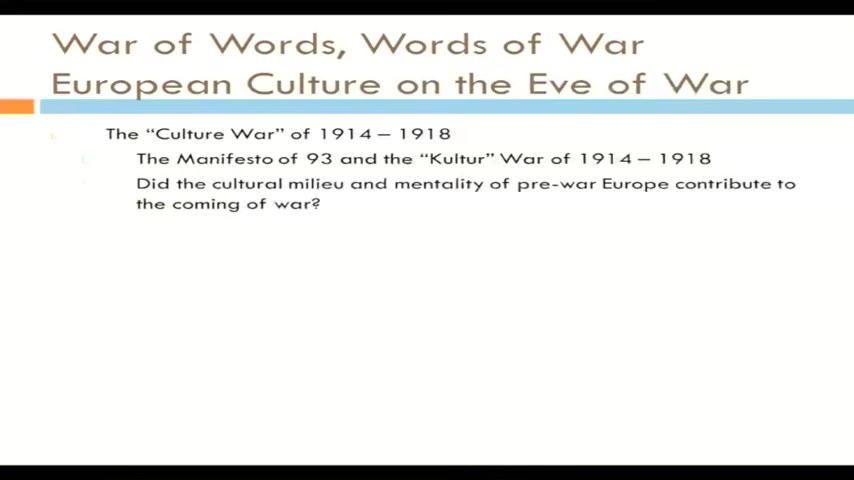 War of Words, Words of War
European Culture on the Eve of War
The “Culture War” of 1914 – 1918
The Manifesto of 93 and the “Kultur” War of 1914 – 1918
Did the cultural milieu and mentality of pre-war Europe contribute to
the coming of war?